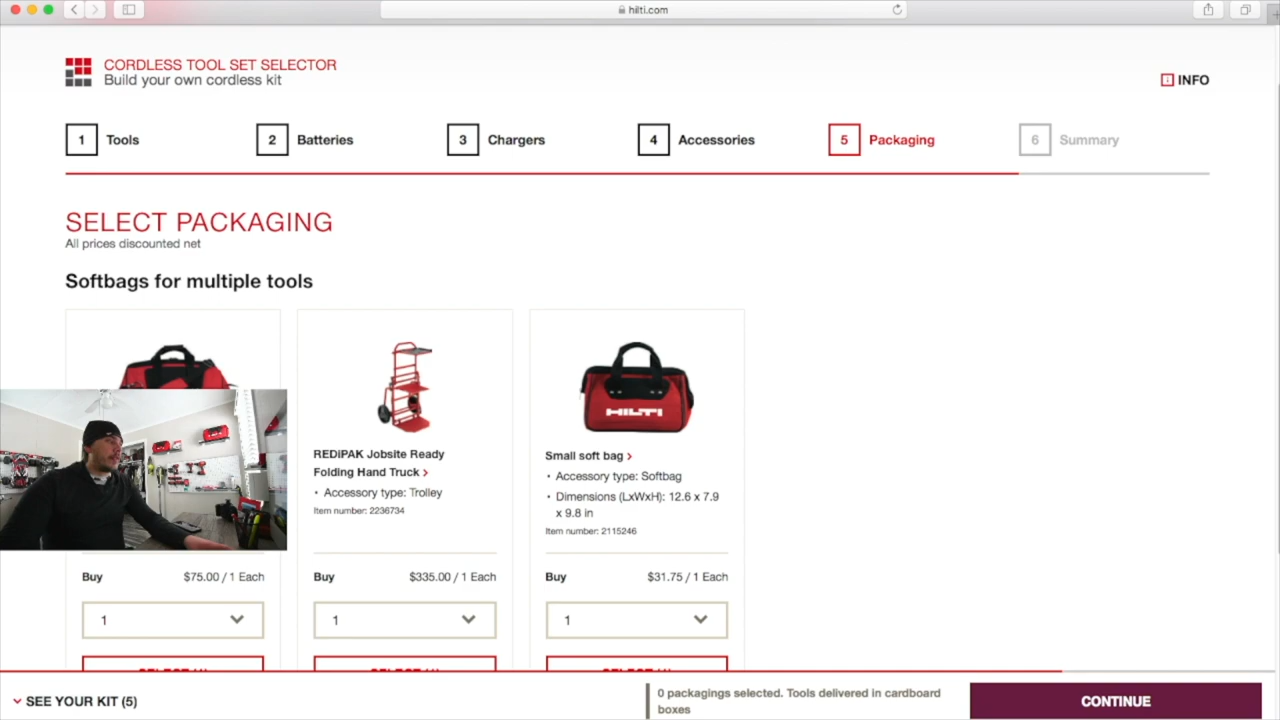 hilti.com
CORDLESS TOOL SET SELECTOR
Build your own cordless kit
INFO
1 Tools
2 Batteries
3 Chargers
4 Accessories
5 Packaging
6 Summary
SELECT PACKAGING
All prices discounted net
Softbags for multiple tools
REDiPAK Jobsite Ready
Folding Hand Truck >
• Accessory type: Trolley
Item number: 2236734
HILTI
Small soft bag >
• Accessory type: Softbag
• Dimensions (LxWxH): 12.6 x 7.9
x 9.8 in
Item number: 2115246
Buy $75.00 / 1 Each
Buy $335.00 / 1 Each
Buy $31.75 / 1 Each
1
1
1
SEE YOUR KIT (5)
0 packagings selected. Tools delivered in cardboard
boxes
CONTINUE